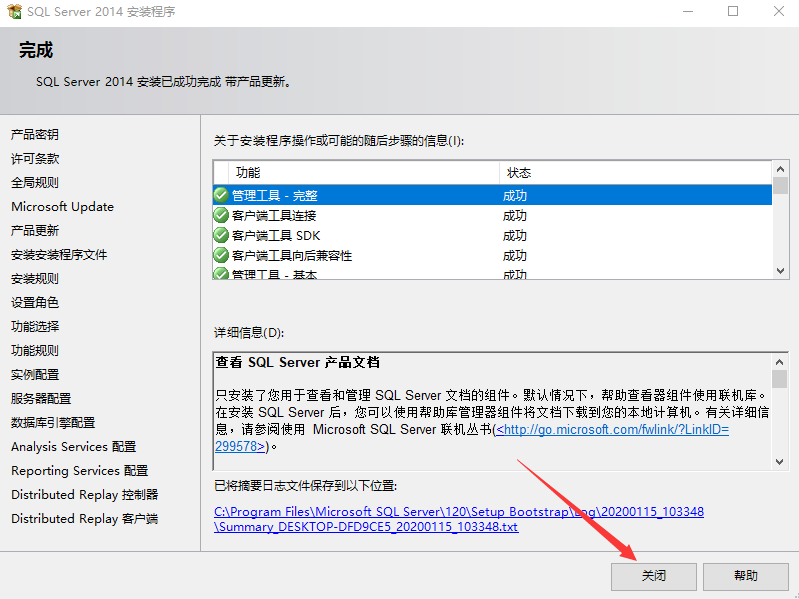 SQL Server 2014 安装程序
完成
SQL Server 2014 安装已成功完成 带产品更新。
产品密钥
许可条款
全局规则
Microsoft Update
产品更新
安装安装程序文件
安装规则
设置角色
功能选择
功能规则
实例配置
服务器配置
数据库引擎配置
Analysis Services 配置
Reporting Services 配置
Distributed Replay 控制器
Distributed Replay 客户端
关于安装程序操作或可能的随后步骤的信息(I):
功能 状态
管理工具 - 完整 成功
客户端工具连接 成功
客户端工具 SDK 成功
客户端工具向后兼容性 成功
管理工具 - 基本 成功
详细信息(D):
查看 SQL Server 产品文档
只安装了您用于查看和管理 SQL Server 文档的组件。默认情况下，帮助查看器组件使用联机库。
在安装 SQL Server 后，您可以使用帮助库管理器组件将文档下载到您的本地计算机。有关详细信
息，请参阅使用 Microsoft SQL Server 联机丛书(<http://go.microsoft.com/fwlink/?LinkID=
299578>)。
已将摘要日志文件保存到以下位置:
C:\Program Files\Microsoft SQL Server\120\Setup Bootstrap\Log\20200115_103348
\Summary_DESKTOP-DFD9CE5_20200115_103348.txt
关闭 帮助